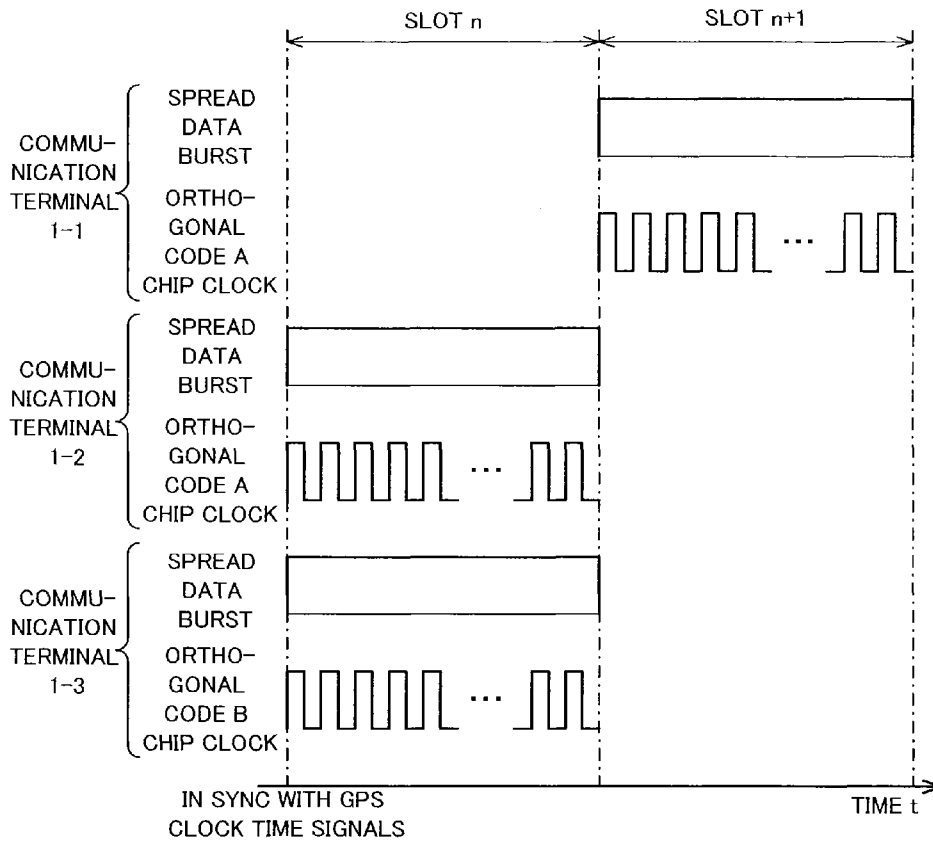 SLOT n
SLOT n+1
COMMU-
NICATION
TERMINAL
1-1
SPREAD
DATA
BURST
ORTHO-
GONAL
CODE A
CHIP CLOCK
COMMU-
NICATION
TERMINAL
1-2
SPREAD
DATA
BURST
ORTHO-
GONAL
CODE A
CHIP CLOCK
COMMU-
NICATION
TERMINAL
1-3
SPREAD
DATA
BURST
ORTHO-
GONAL
CODE B
CHIP CLOCK
IN SYNC WITH GPS
CLOCK TIME SIGNALS
TIME t